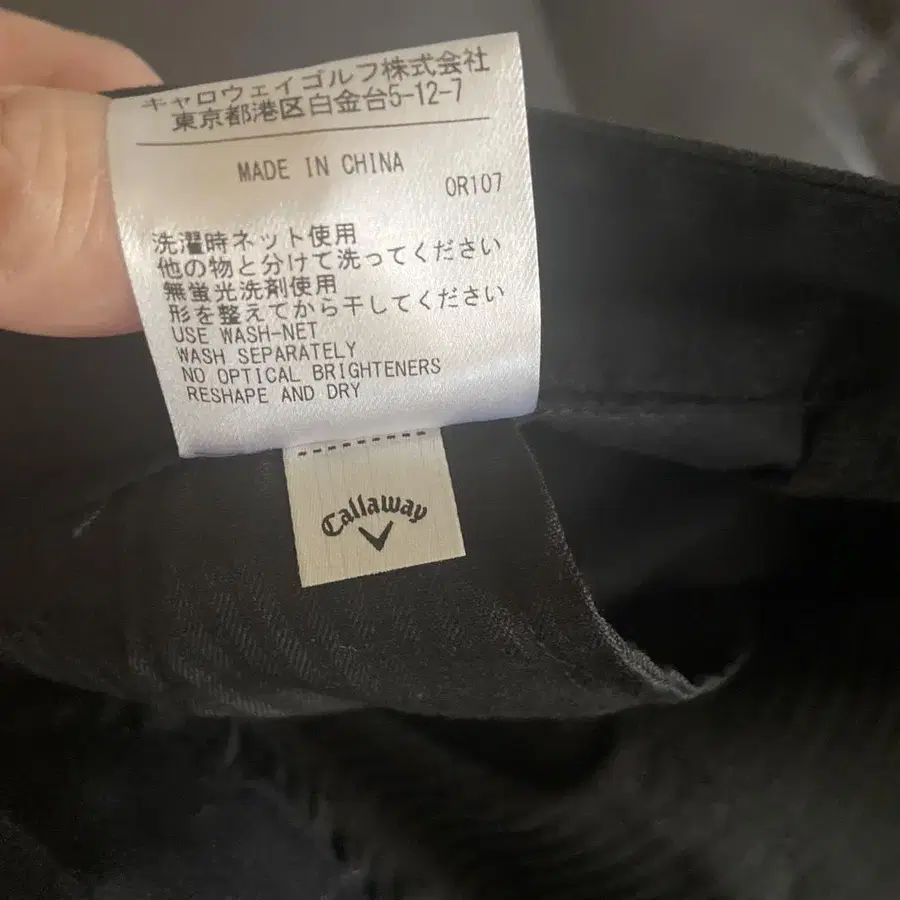 キャロウェイゴルフ株式会社
東京都港区白金台5-12-7
MADE IN CHINA
0R107
洗濯時ネット使用
他の物と分けて洗ってください
無蛍光洗剤使用
形を整えてから干してください
USE WASH-NET
WASH SEPARATELY
NO OPTICAL BRIGHTENERS
RESHAPE AND DRY
Callaway